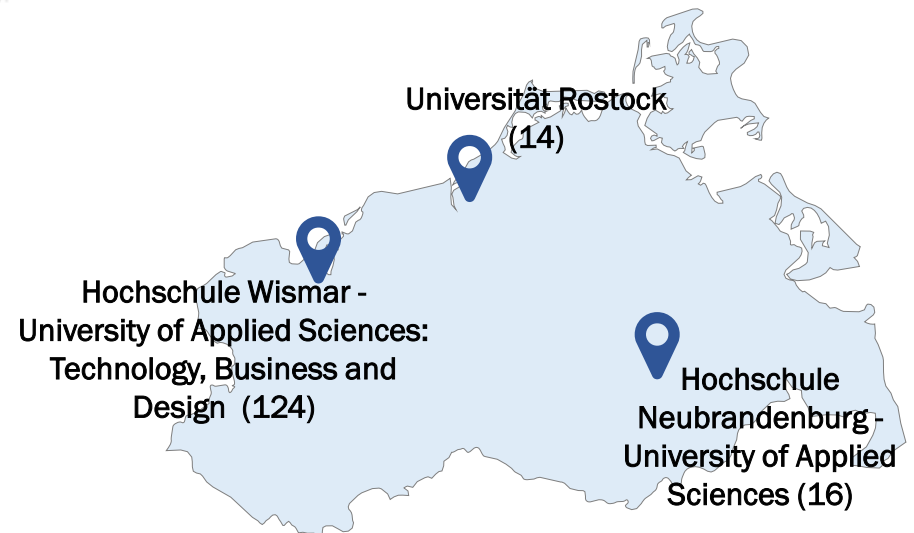 Universität Rostock
(14)
Hochschule Wismar -
University of Applied Sciences:
Technology, Business and
Design (124)
Hochschule
Neubrandenburg -
University of Applied
Sciences (16)